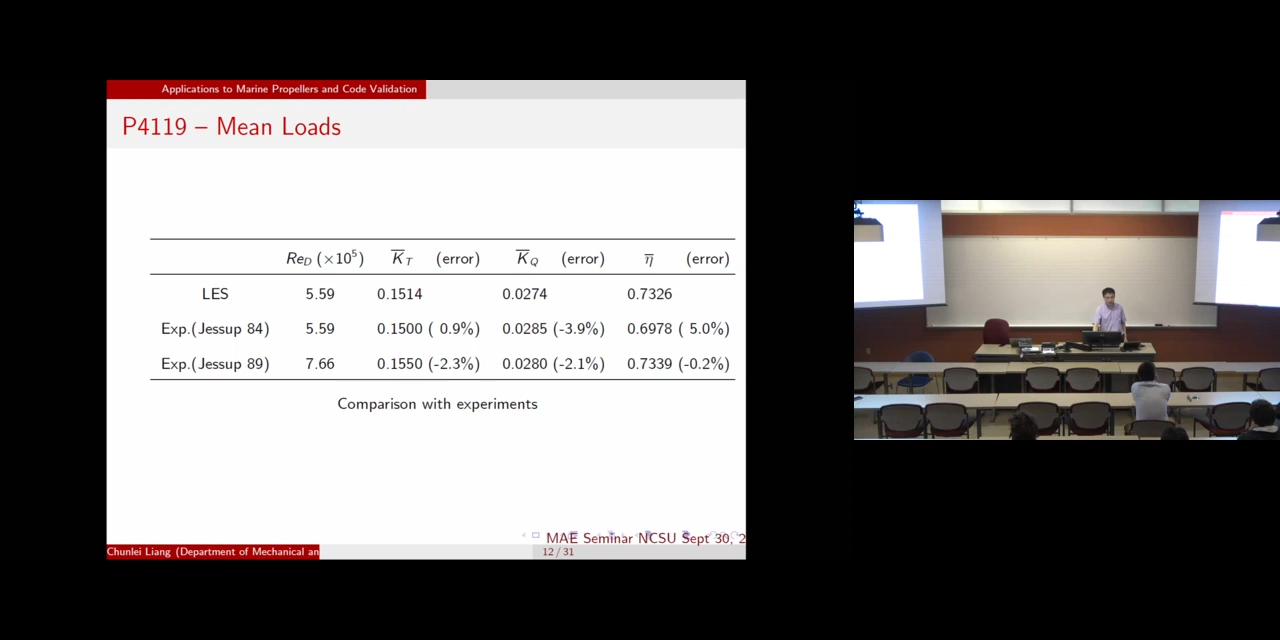 Applications to Marine Propellers and Code Validation
P4119 – Mean Loads
Re_D (×10^5) K̅_T (error) K̅_Q (error) η̅ (error)
LES 5.59 0.1514 0.0274 0.7326
Exp.(Jessup 84) 5.59 0.1500 ( 0.9%) 0.0285 (-3.9%) 0.6978 ( 5.0%)
Exp.(Jessup 89) 7.66 0.1550 (-2.3%) 0.0280 (-2.1%) 0.7339 (-0.2%)
Comparison with experiments
MAE Seminar NCSU Sept 30, 2
Chunlei Liang (Department of Mechanical an
12 / 31